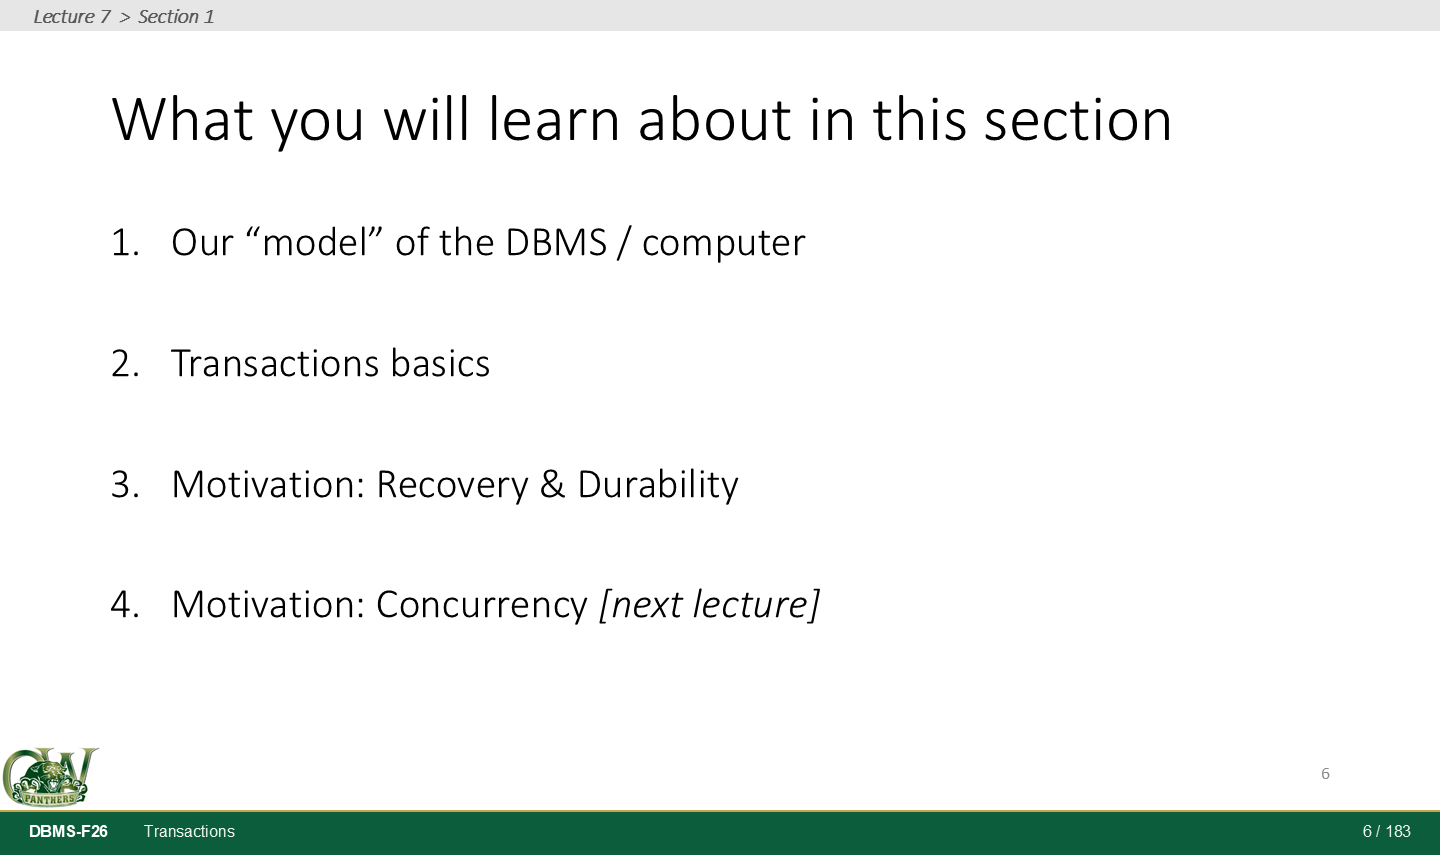 Lecture 7 > Section 1
What you will learn about in this section
1. Our “model” of the DBMS / computer
2. Transactions basics
3. Motivation: Recovery & Durability
4. Motivation: Concurrency [next lecture]
OW
PANTHERS
6
DBMS-F26 Transactions 6 / 183